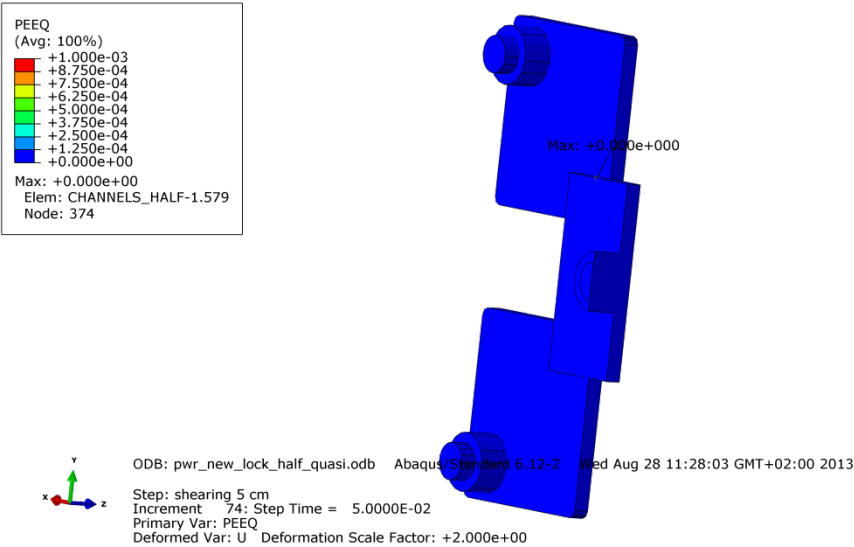 PEEQ
(Avg: 100%)
+1.000e-03
+8.750e-04
+7.500e-04
+6.250e-04
+5.000e-04
+3.750e-04
+2.500e-04
+1.250e-04
+0.000e+00
Max: +0.000e+00
Elem: CHANNELS_HALF-1.579
Node: 374
Max: +0.000e+000
Y
X
Z
ODB: pwr_new_lock_half_quasi.odb Abaqus/Standard 6.12-2 Wed Aug 28 11:28:03 GMT+02:00 2013
Step: shearing 5 cm
Increment 74: Step Time = 5.0000E-02
Primary Var: PEEQ
Deformed Var: U Deformation Scale Factor: +2.000e+00